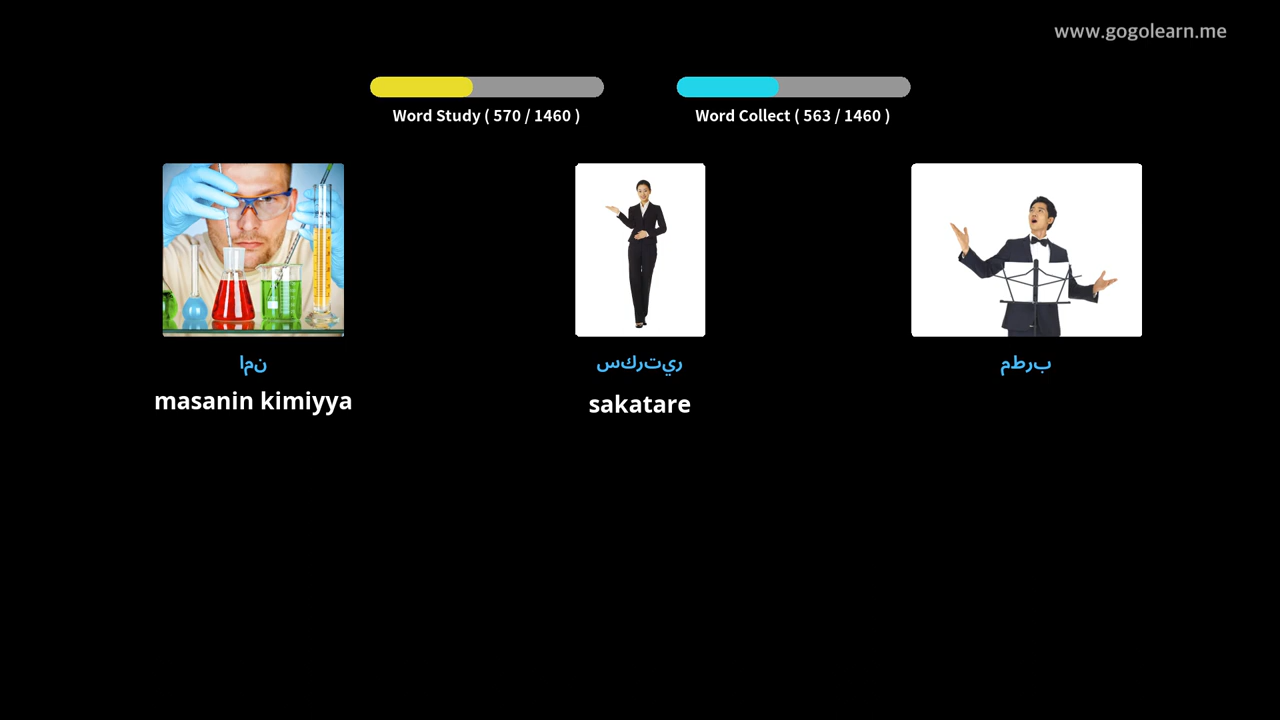 www.gogolearn.me
Word Study ( 570 / 1460 )
Word Collect ( 563 / 1460 )
امن
masanin kimiyya
سكرتير
sakatare
مطرب